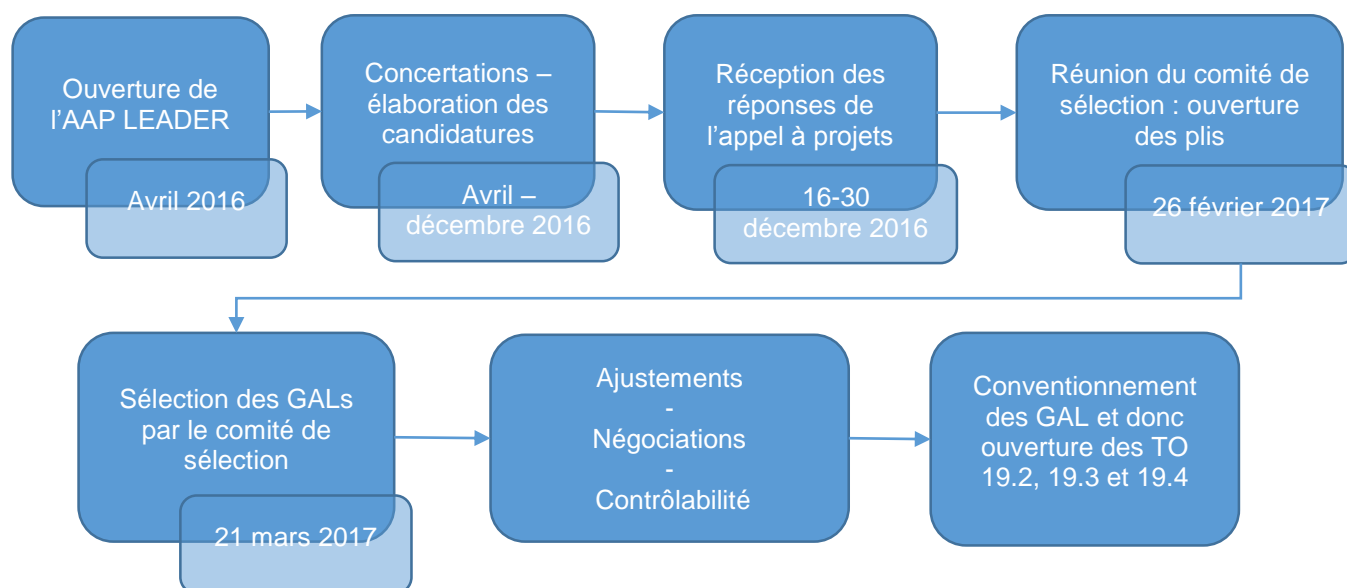 Ouverture de
l'AAP LEADER
Avril 2016
Concertations –
élaboration des
candidatures
Avril –
décembre 2016
Réception des
réponses de
l'appel à projets
16-30
décembre 2016
Réunion du comité de
sélection : ouverture
des plis
26 février 2017
Sélection des GALs
par le comité de
sélection
21 mars 2017
Ajustements
-
Négociations
-
Contrôlabilité
Conventionnement
des GAL et donc
ouverture des TO
19.2, 19.3 et 19.4